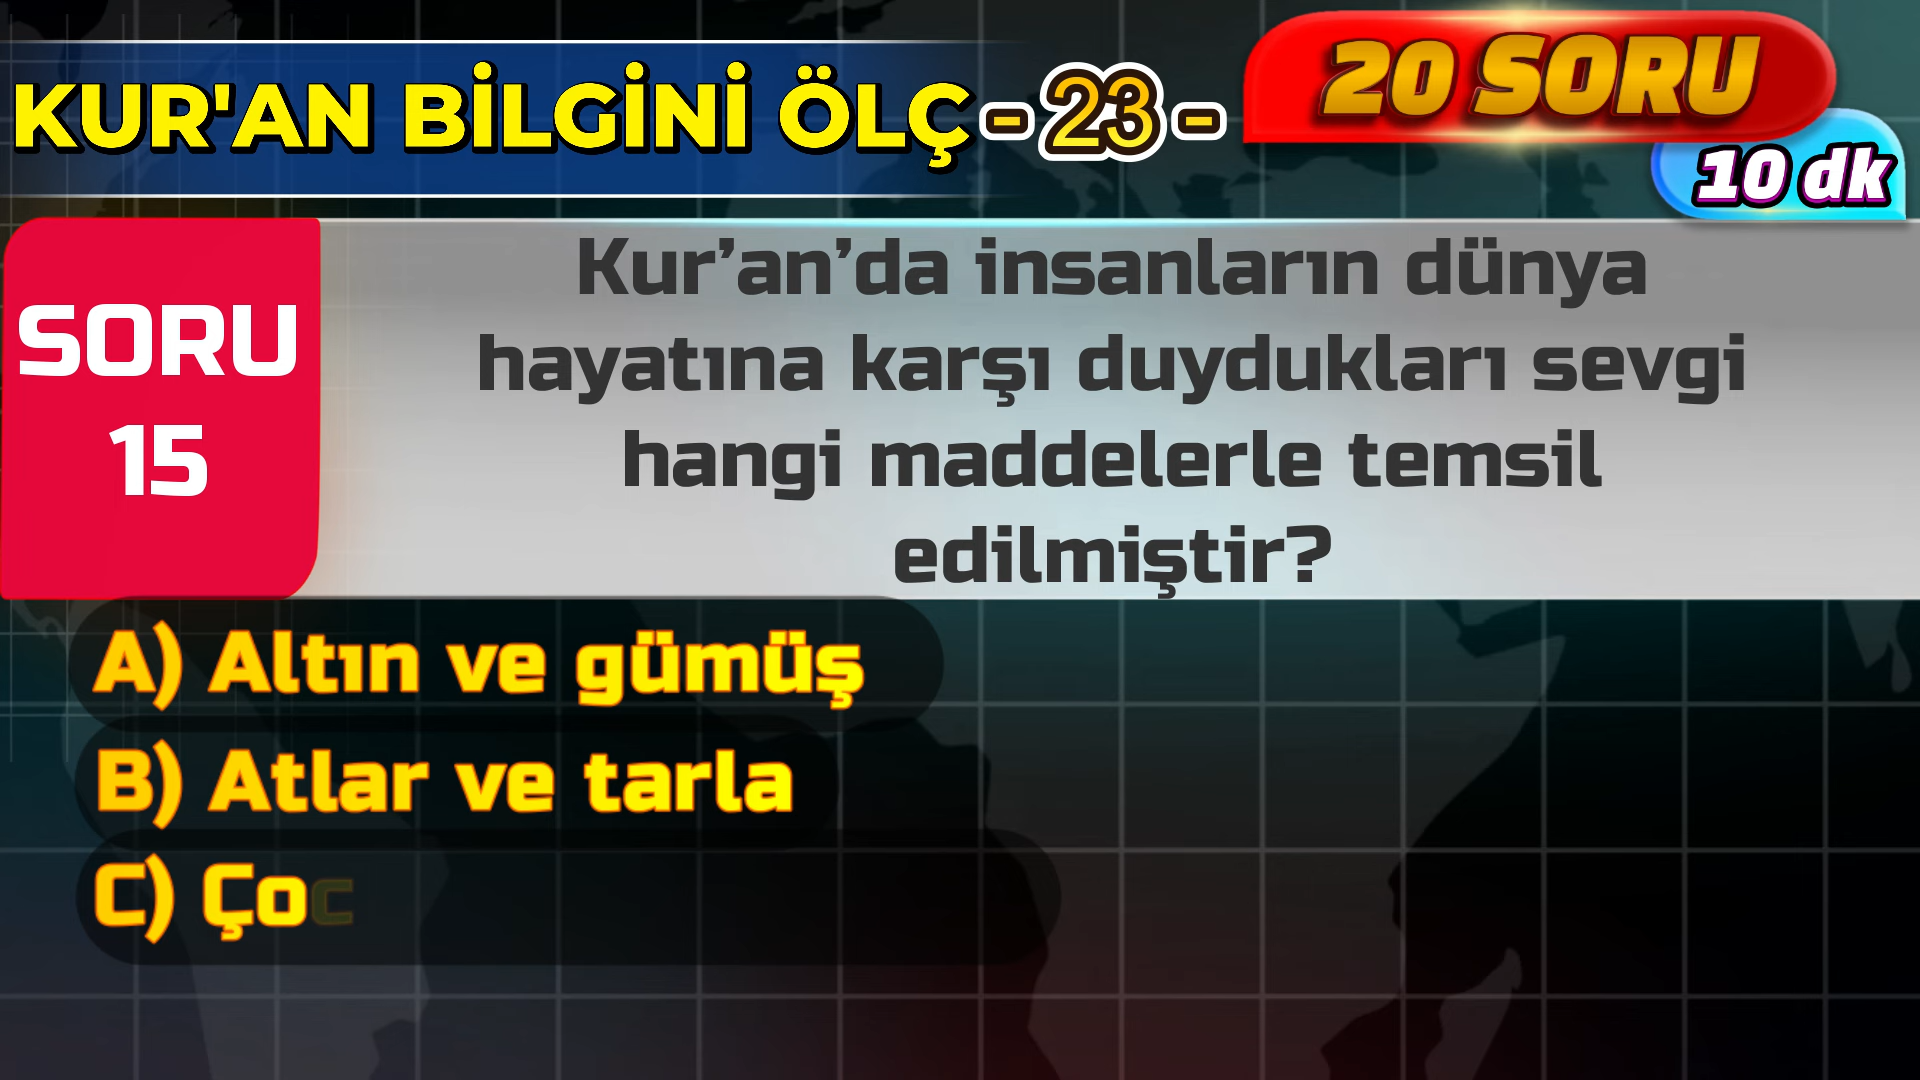 KUR'AN BİLGİNİ ÖLÇ - 23 -
20 SORU
10 dk
SORU
15
Kur’an’da insanların dünya
hayatına karşı duydukları sevgi
hangi maddelerle temsil
edilmiştir?
A) Altın ve gümüş
B) Atlar ve tarla
C) Çoc